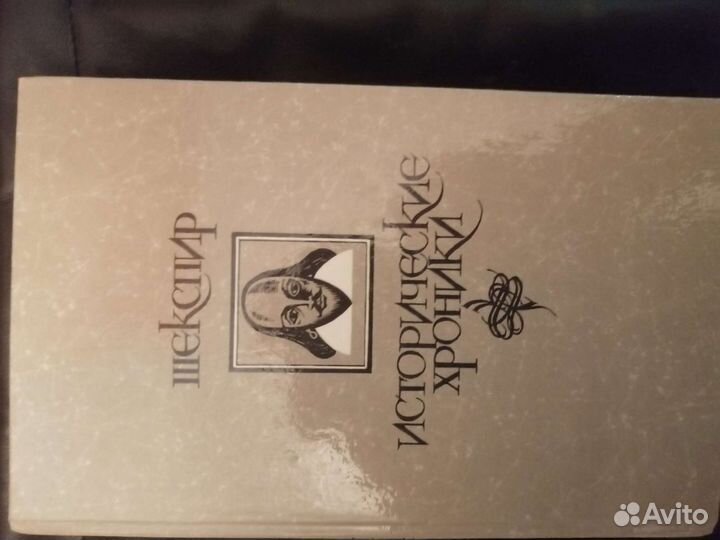 Шекспир
Исторические
хроники
Avito